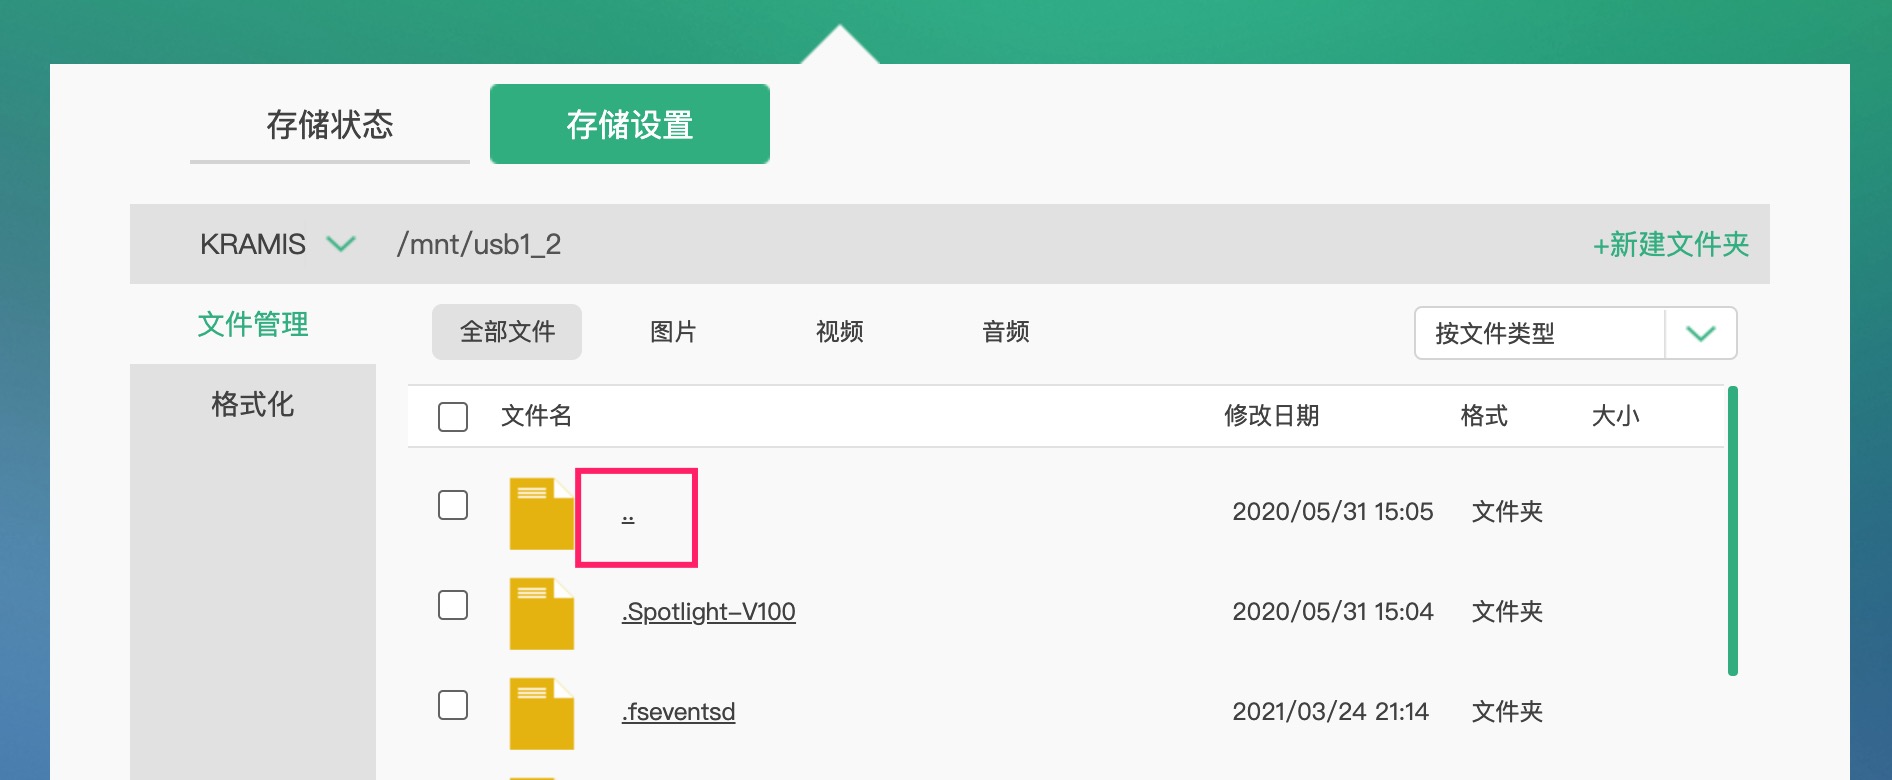 存储状态 存储设置
KRAMIS /mnt/usb1_2 +新建文件夹
文件管理
格式化
全部文件 图片 视频 音频 按文件类型
文件名 修改日期 格式 大小
.. 2020/05/31 15:05 文件夹
.Spotlight-V100 2020/05/31 15:04 文件夹
.fseventsd 2021/03/24 21:14 文件夹